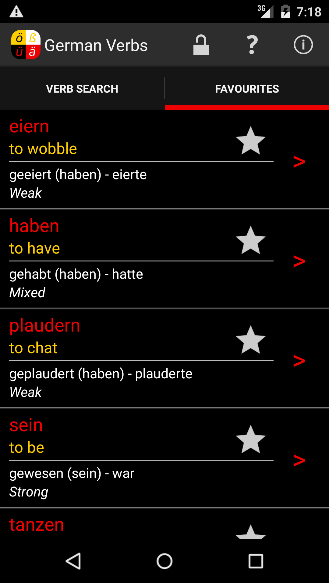 3G 7:18
ö ß ü ä German Verbs ? i
VERB SEARCH FAVOURITES
eiern
to wobble
geeiert (haben) - eierte
Weak
>
haben
to have
gehabt (haben) - hatte
Mixed
>
plaudern
to chat
geplaudert (haben) - plauderte
Weak
>
sein
to be
gewesen (sein) - war
Strong
>
tanzen